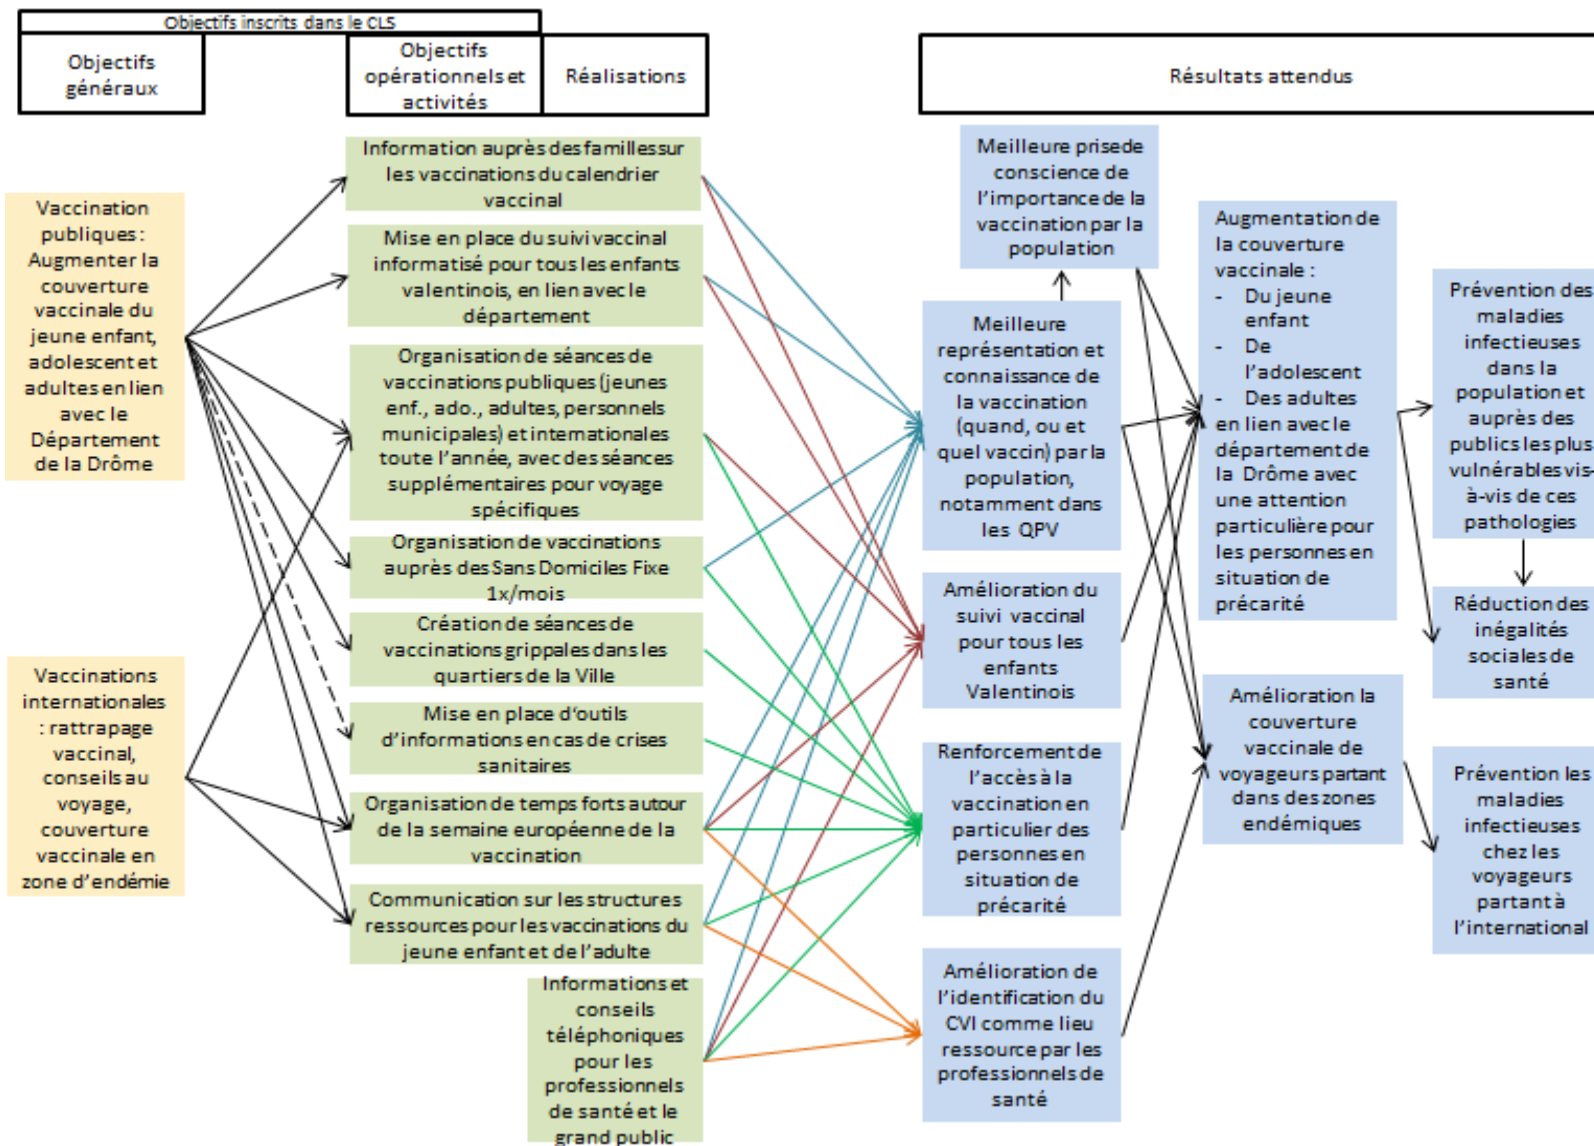 Objectifs inscrits dans le CLS
Objectifs
généraux
Objectifs
opérationnels et
activités
Réalisations
Résultats attendus
Vaccination
publiques :
Augmenter la
couverture
vaccinale du
jeune enfant,
adolescent et
adultes en lien
avec le
Département
de la Drôme
Vaccinations
internationales
: rattrapage
vaccinal,
conseils au
voyage,
couverture
vaccinale en
zone d'endémie
Information auprès des familles sur
les vaccinations du calendrier
vaccinal
Mise en place du suivi vaccinal
informatisé pour tous les enfants
valentinois, en lien avec le
département
Organisation de séances de
vaccinations publiques (jeunes
enf., ado., adultes, personnels
municipales) et internationales
toute l'année, avec des séances
supplémentaires pour voyage
spécifiques
Organisation de vaccinations
auprès des Sans Domiciles Fixe
1x/mois
Création de séances de
vaccinations grippales dans les
quartiers de la Ville
Mise en place d'outils
d'informations en cas de crises
sanitaires
Organisation de temps forts autour
de la semaine européenne de la
vaccination
Communication sur les structures
ressources pour les vaccinations du
jeune enfant et de l'adulte
Informations et
conseils
téléphoniques
pour les
professionnels
de santé et le
grand public
Meilleure prise de
conscience de
l'importance de la
vaccination par la
population
Meilleure
représentation et
connaissance de
la vaccination
(quand, ou et
quel vaccin) par la
population,
notamment dans
les QPV
Amélioration du
suivi vaccinal
pour tous les
enfants
Valentinois
Renforcement de
l'accès à la
vaccination en
particulier des
personnes en
situation de
précarité
Amélioration de
l'identification du
CVI comme lieu
ressource par les
professionnels de
santé
Augmentation de
la couverture
vaccinale :
- Du jeune
enfant
- De
l'adolescent
- Des adultes
en lien avec le
département de
la Drôme avec
une attention
particulière pour
les personnes en
situation de
précarité
Amélioration la
couverture
vaccinale de
voyageurs partant
dans des zones
endémiques
Prévention des
maladies
infectieuses
dans la
population et
auprès des
publics les plus
vulnérables vis-
à-vis de ces
pathologies
Réduction des
inégalités
sociales de
santé
Prévention les
maladies
infectieuses
chez les
voyageurs
partant à
l'international